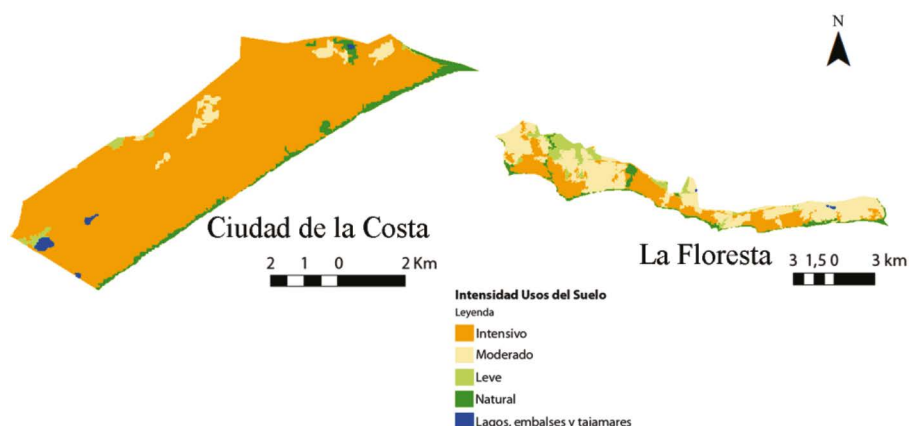 N
Ciudad de la Costa
2 1 0 2 Km
La Floresta
3 1,5 0 3 km
Intensidad Usos del Suelo
Leyenda
Intensivo
Moderado
Leve
Natural
Lagos, embalses y tajamares